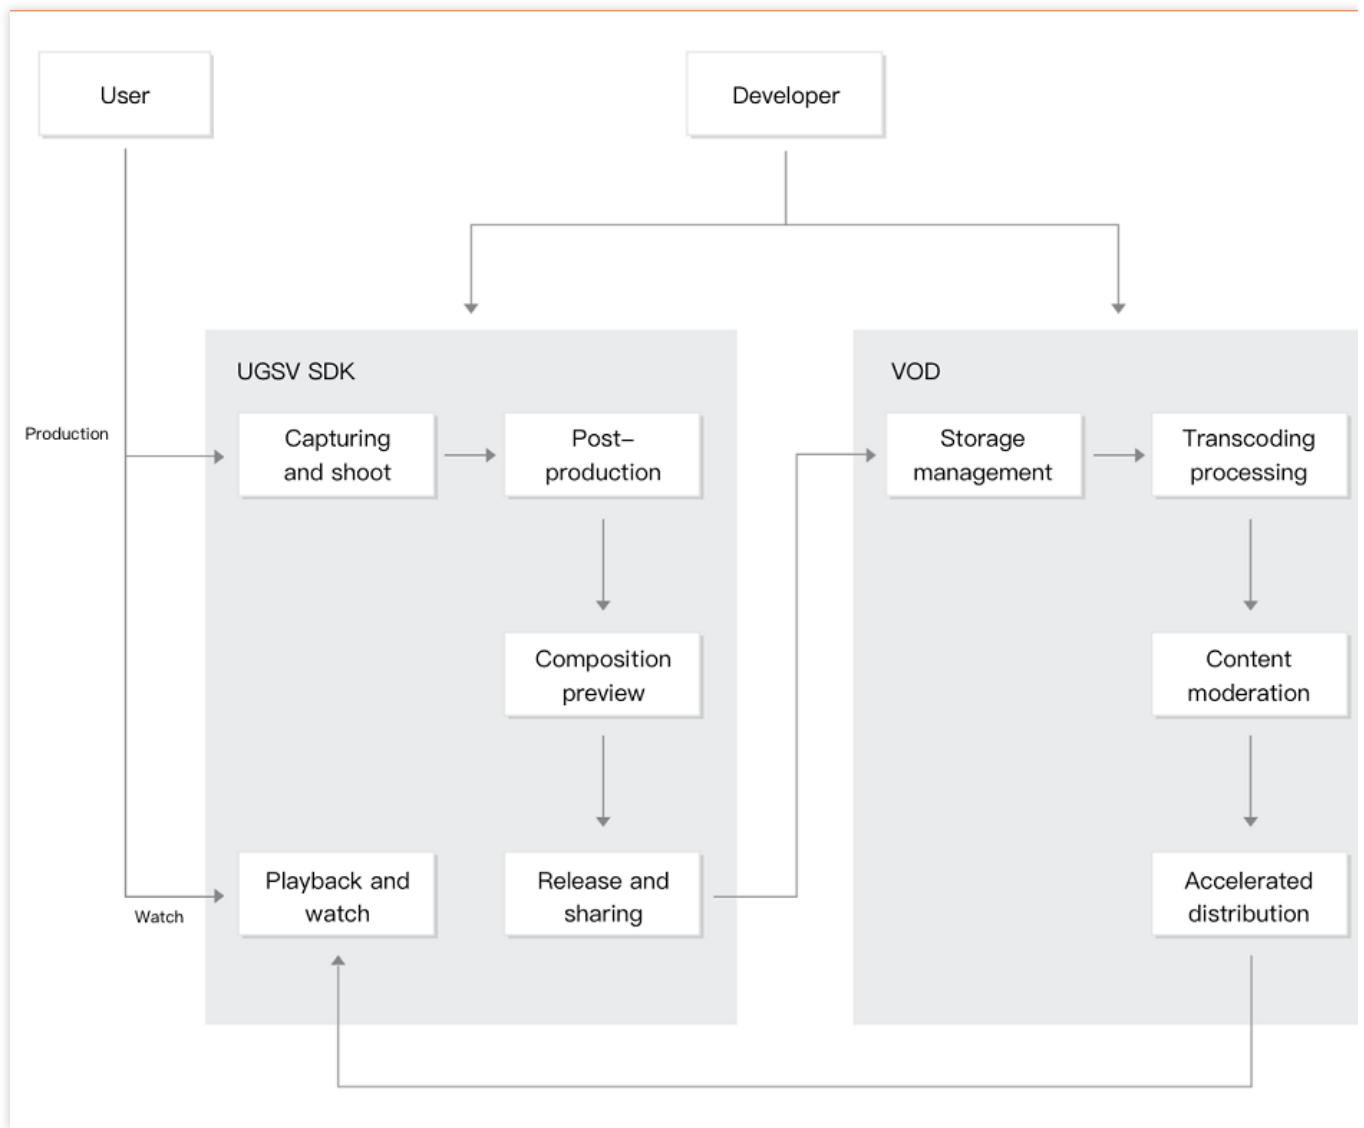 User
Developer
UGSV SDK
VOD
Production
Capturing
and shoot
Post–
production
Storage
management
Transcoding
processing
Composition
preview
Content
moderation
Playback and
watch
Release and
sharing
Accelerated
distribution
Watch